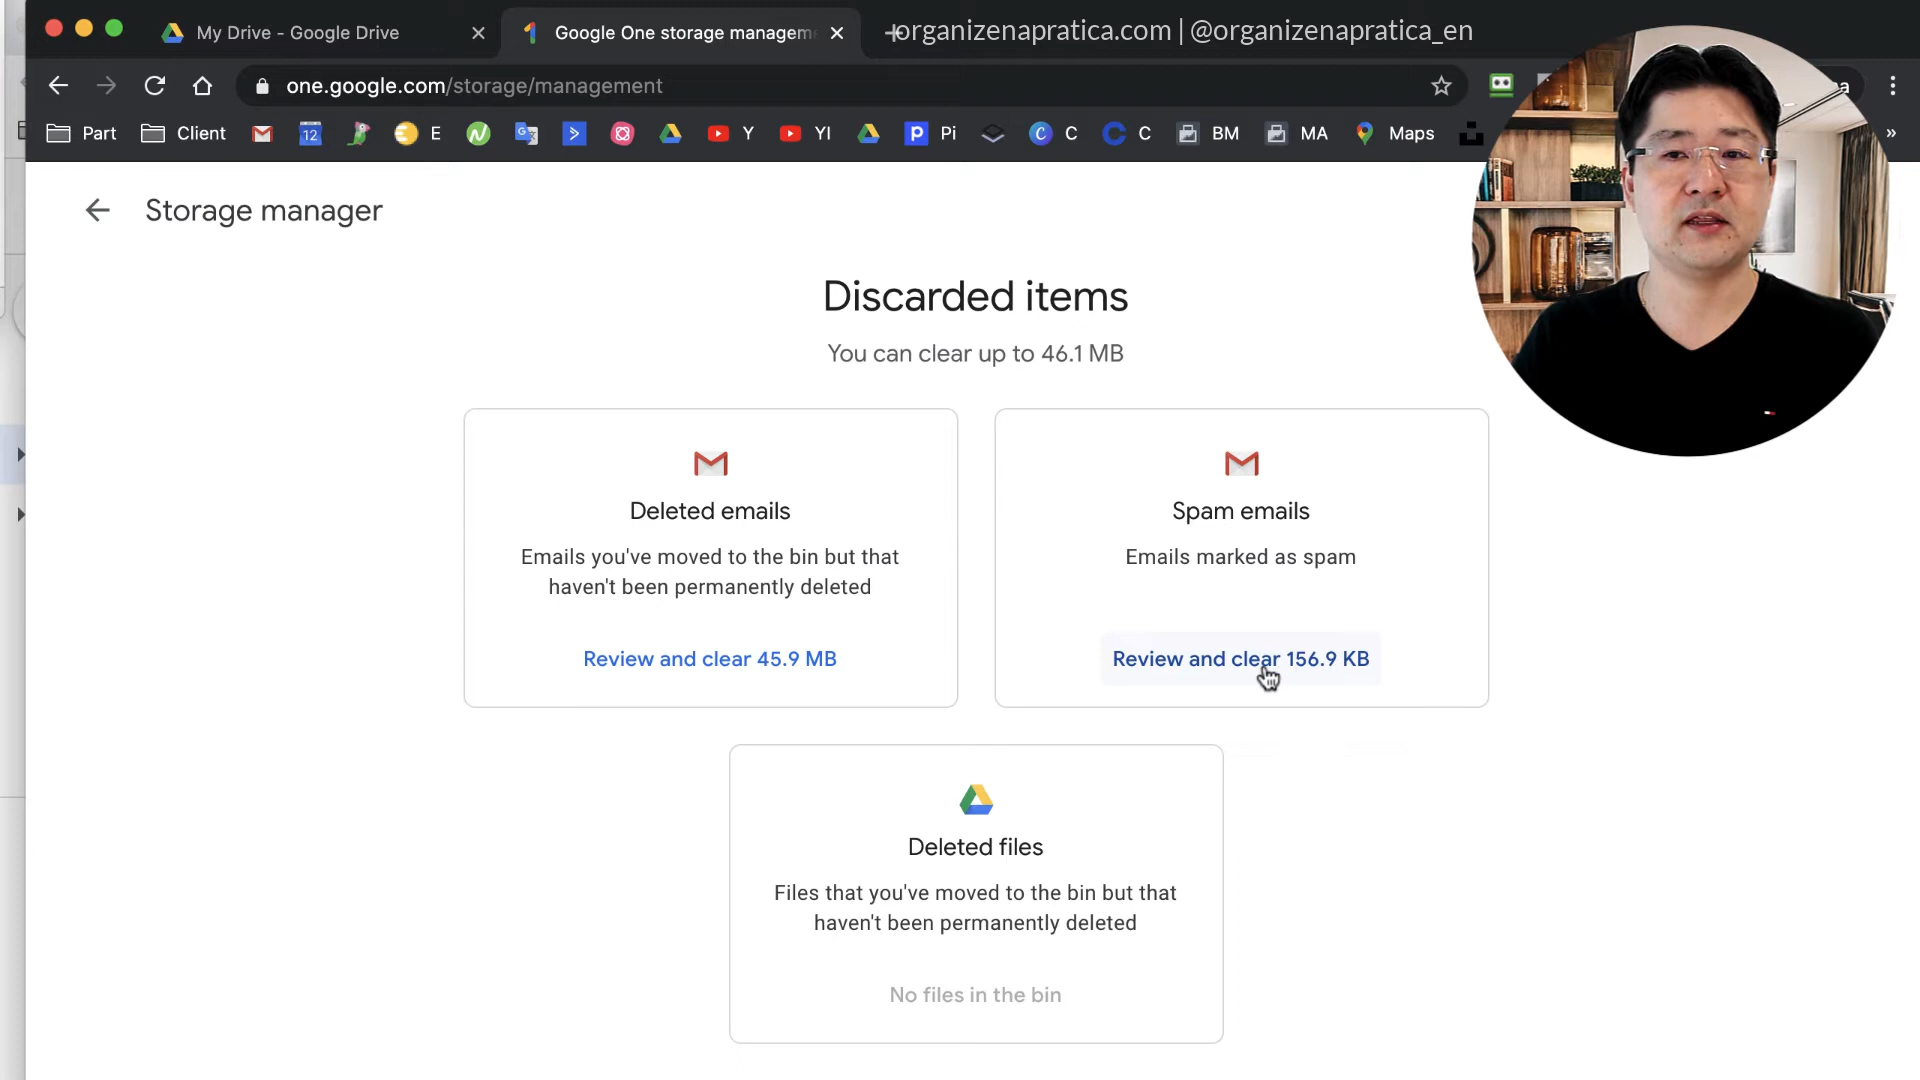 My Drive - Google Drive
Google One storage managem
organizenapratica.com | @organizenapratica_en
one.google.com/storage/management
a
Part
Client
12
E
Y
YI
P
Pi
C
C
C
BM
MA
Maps
»
Storage manager
Discarded items
You can clear up to 46.1 MB
Deleted emails
Emails you've moved to the bin but that
haven't been permanently deleted
Review and clear 45.9 MB
Spam emails
Emails marked as spam
Review and clear 156.9 KB
Deleted files
Files that you've moved to the bin but that
haven't been permanently deleted
No files in the bin